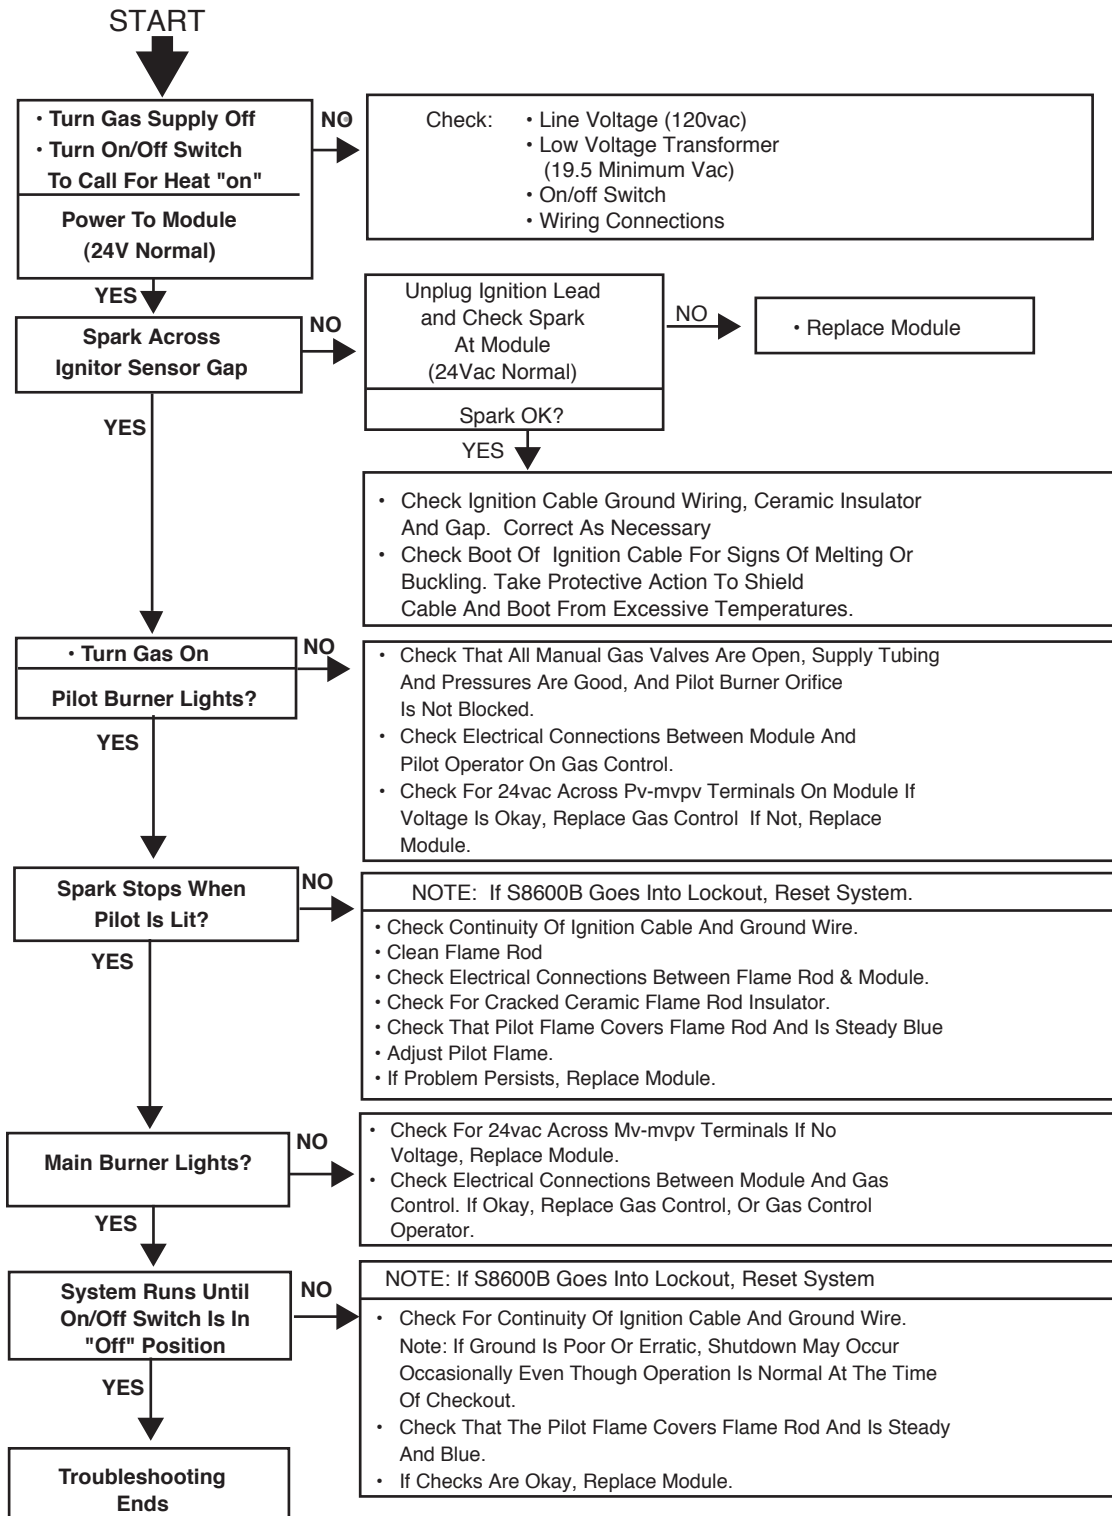 START
• Turn Gas Supply Off
• Turn On/Off Switch
To Call For Heat "on"
Power To Module
(24V Normal)
NO
Check: • Line Voltage (120vac)
• Low Voltage Transformer
(19.5 Minimum Vac)
• On/off Switch
• Wiring Connections
YES
Spark Across
Ignitor Sensor Gap
NO
Unplug Ignition Lead
and Check Spark
At Module
(24Vac Normal)
Spark OK?
NO
• Replace Module
YES
YES
• Check Ignition Cable Ground Wiring, Ceramic Insulator
And Gap. Correct As Necessary
• Check Boot Of Ignition Cable For Signs Of Melting Or
Buckling. Take Protective Action To Shield
Cable And Boot From Excessive Temperatures.
• Turn Gas On
Pilot Burner Lights?
NO
• Check That All Manual Gas Valves Are Open, Supply Tubing
And Pressures Are Good, And Pilot Burner Orifice
Is Not Blocked.
• Check Electrical Connections Between Module And
Pilot Operator On Gas Control.
• Check For 24vac Across Pv-mvpv Terminals On Module If
Voltage Is Okay, Replace Gas Control If Not, Replace
Module.
YES
Spark Stops When
Pilot Is Lit?
NO
NOTE: If S8600B Goes Into Lockout, Reset System.
• Check Continuity Of Ignition Cable And Ground Wire.
• Clean Flame Rod
• Check Electrical Connections Between Flame Rod & Module.
• Check For Cracked Ceramic Flame Rod Insulator.
• Check That Pilot Flame Covers Flame Rod And Is Steady Blue
• Adjust Pilot Flame.
• If Problem Persists, Replace Module.
YES
Main Burner Lights?
NO
• Check For 24vac Across Mv-mvpv Terminals If No
Voltage, Replace Module.
• Check Electrical Connections Between Module And Gas
Control. If Okay, Replace Gas Control, Or Gas Control
Operator.
YES
System Runs Until
On/Off Switch Is In
"Off" Position
NO
NOTE: If S8600B Goes Into Lockout, Reset System
• Check For Continuity Of Ignition Cable And Ground Wire.
Note: If Ground Is Poor Or Erratic, Shutdown May Occur
Occasionally Even Though Operation Is Normal At The Time
Of Checkout.
• Check That The Pilot Flame Covers Flame Rod And Is Steady
And Blue.
• If Checks Are Okay, Replace Module.
YES
Troubleshooting
Ends